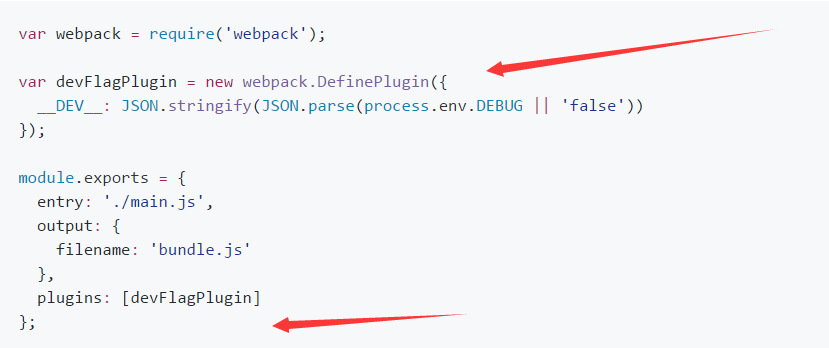 var webpack = require('webpack');
var devFlagPlugin = new webpack.DefinePlugin({
__DEV__: JSON.stringify(JSON.parse(process.env.DEBUG || 'false'))
});
module.exports = {
entry: './main.js',
output: {
filename: 'bundle.js'
},
plugins: [devFlagPlugin]
};